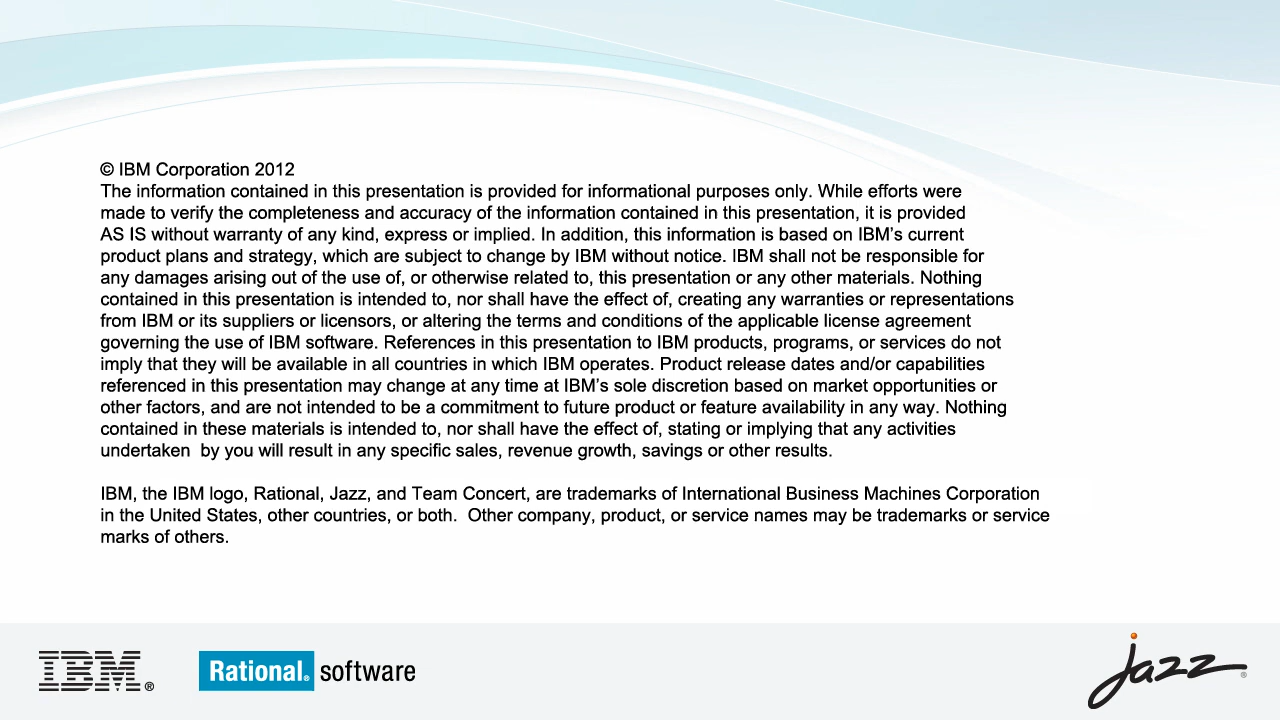 © IBM Corporation 2012
The information contained in this presentation is provided for informational purposes only. While efforts were
made to verify the completeness and accuracy of the information contained in this presentation, it is provided
AS IS without warranty of any kind, express or implied. In addition, this information is based on IBM’s current
product plans and strategy, which are subject to change by IBM without notice. IBM shall not be responsible for
any damages arising out of the use of, or otherwise related to, this presentation or any other materials. Nothing
contained in this presentation is intended to, nor shall have the effect of, creating any warranties or representations
from IBM or its suppliers or licensors, or altering the terms and conditions of the applicable license agreement
governing the use of IBM software. References in this presentation to IBM products, programs, or services do not
imply that they will be available in all countries in which IBM operates. Product release dates and/or capabilities
referenced in this presentation may change at any time at IBM’s sole discretion based on market opportunities or
other factors, and are not intended to be a commitment to future product or feature availability in any way. Nothing
contained in these materials is intended to, nor shall have the effect of, stating or implying that any activities
undertaken  by you will result in any specific sales, revenue growth, savings or other results.
IBM, the IBM logo, Rational, Jazz, and Team Concert, are trademarks of International Business Machines Corporation
in the United States, other countries, or both.  Other company, product, or service names may be trademarks or service
marks of others.
IBM® Rational® software jazz®